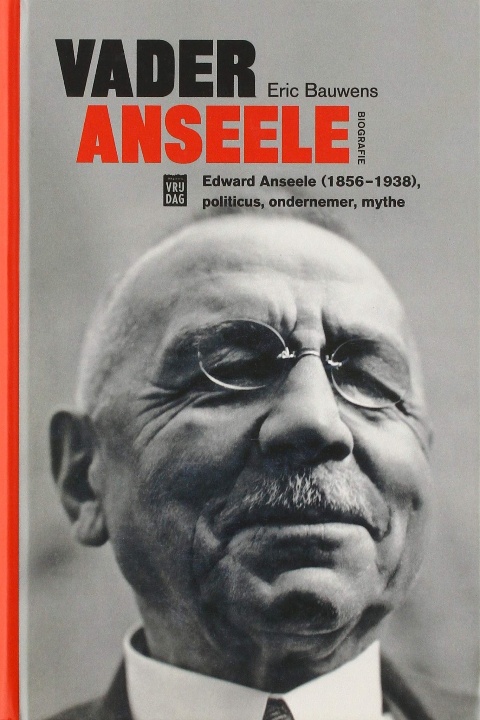 VADER
Eric Bauwens
ANSEELE
BIOGRAFIE
VRIJ
DAG
Edward Anseele (1856–1938),
politicus, ondernemer, mythe